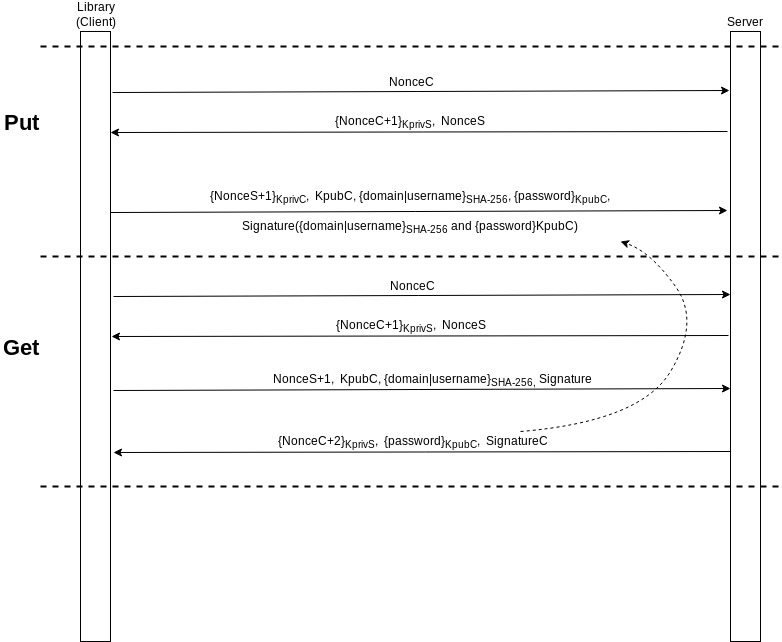 Library
(Client)
Server
NonceC
Put
{NonceC+1}KprivS, NonceS
{NonceS+1}KprivC, KpubC, {domain|username}SHA-256, {password}KpubC,
Signature({domain|username}SHA-256 and {password}KpubC)
NonceC
{NonceC+1}KprivS, NonceS
Get
NonceS+1, KpubC, {domain|username}SHA-256, Signature
{NonceC+2}KprivS, {password}KpubC, SignatureC